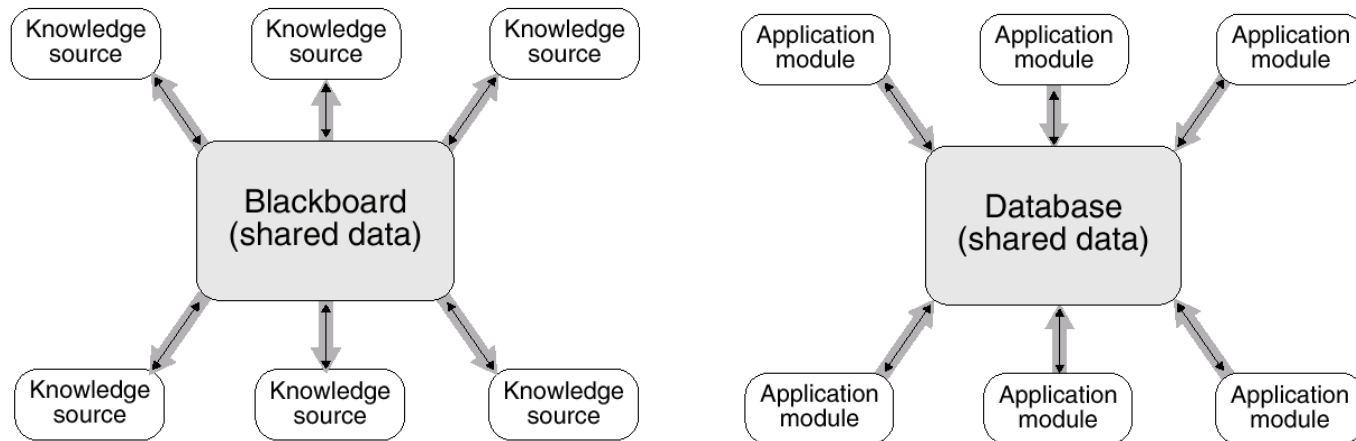 Knowledge
source
Knowledge
source
Knowledge
source
Blackboard
(shared data)
Knowledge
source
Knowledge
source
Knowledge
source
Application
module
Application
module
Application
module
Database
(shared data)
Application
module
Application
module
Application
module